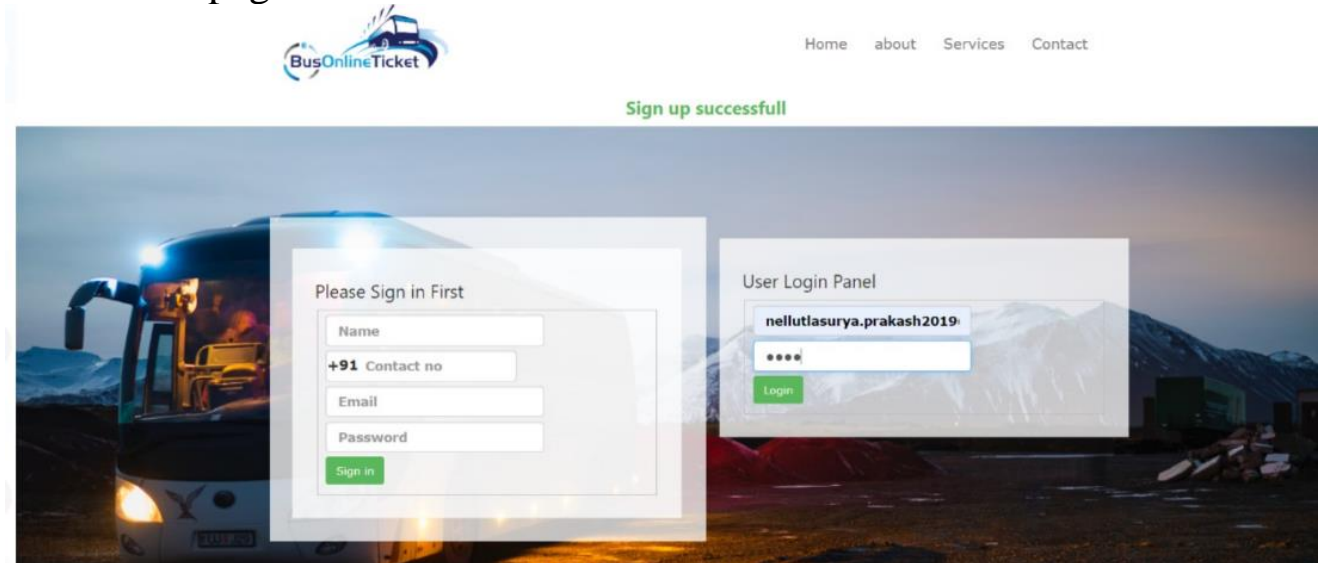 BusOnlineTicket
Home about Services Contact
Sign up successfull
Please Sign in First
Name
+91 Contact no
Email
Password
Sign in
User Login Panel
nellutlasurya.prakash2019
••••
Login